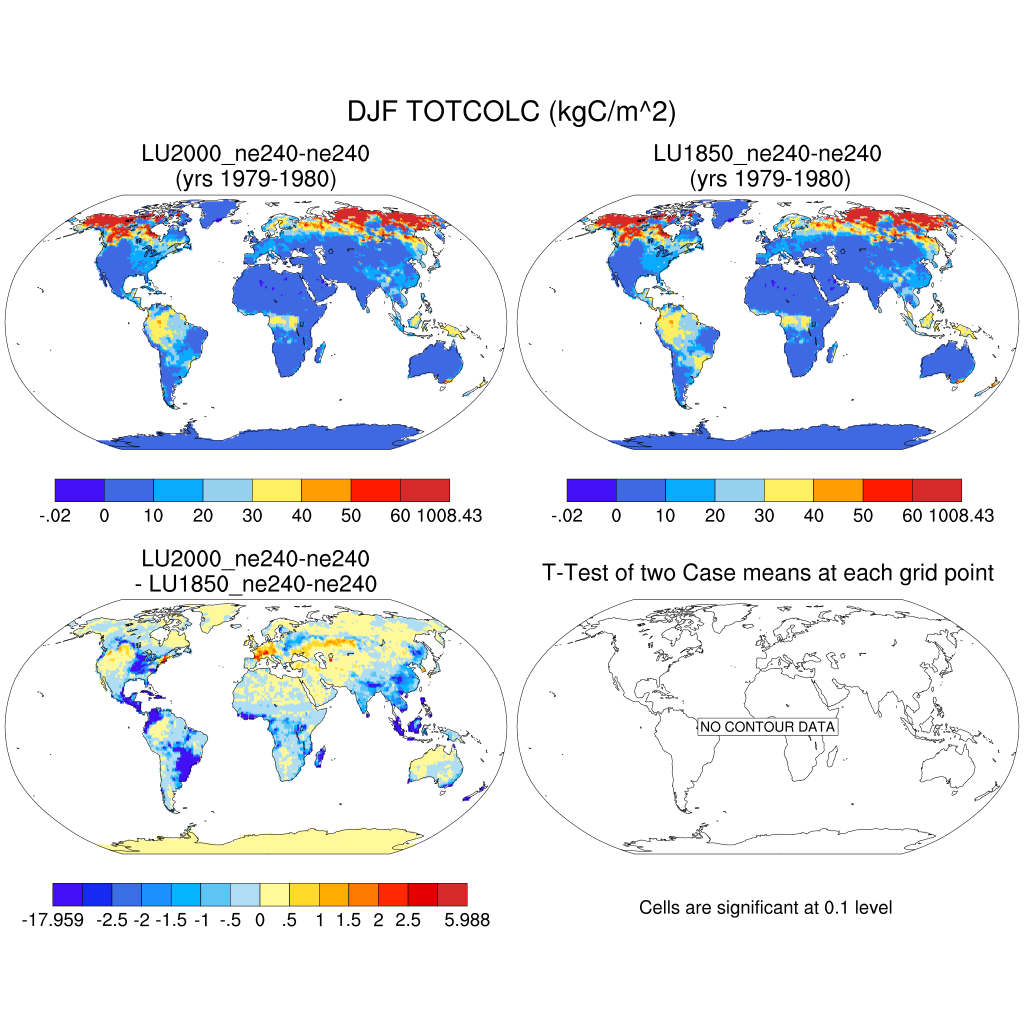 DJF TOTCOLC (kgC/m^2)
LU2000_ne240-ne240
(yrs 1979-1980)
LU1850_ne240-ne240
(yrs 1979-1980)
-.02 0 10 20 30 40 50 60 1008.43
-.02 0 10 20 30 40 50 60 1008.43
LU2000_ne240-ne240
- LU1850_ne240-ne240
T-Test of two Case means at each grid point
NO CONTOUR DATA
-17.959 -2.5 -2 -1.5 -1 -.5 0 .5 1 1.5 2 2.5 5.988
Cells are significant at 0.1 level